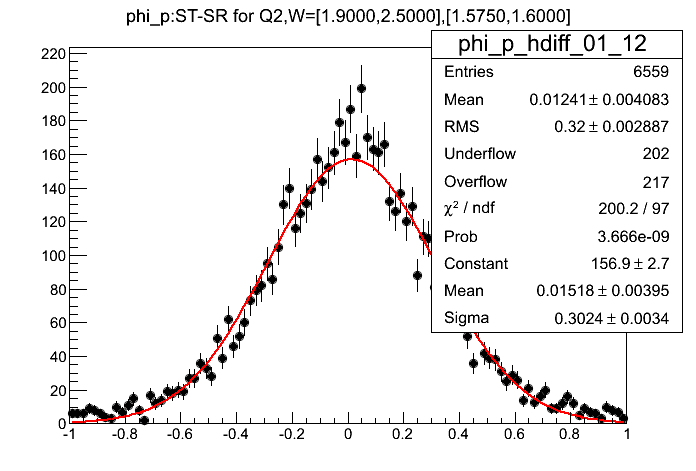 phi_p:ST-SR for Q2,W=[1.9000,2.5000],[1.5750,1.6000]
phi_p_hdiff_01_12
Entries 6559
Mean 0.01241 ± 0.004083
RMS 0.32 ± 0.002887
Underflow 202
Overflow 217
χ² / ndf 200.2 / 97
Prob 3.666e-09
Constant 156.9 ± 2.7
Mean 0.01518 ± 0.00395
Sigma 0.3024 ± 0.0034
220
200
180
160
140
120
100
80
60
40
20
0
-1 -0.8 -0.6 -0.4 -0.2 0 0.2 0.4 0.6 0.8 1